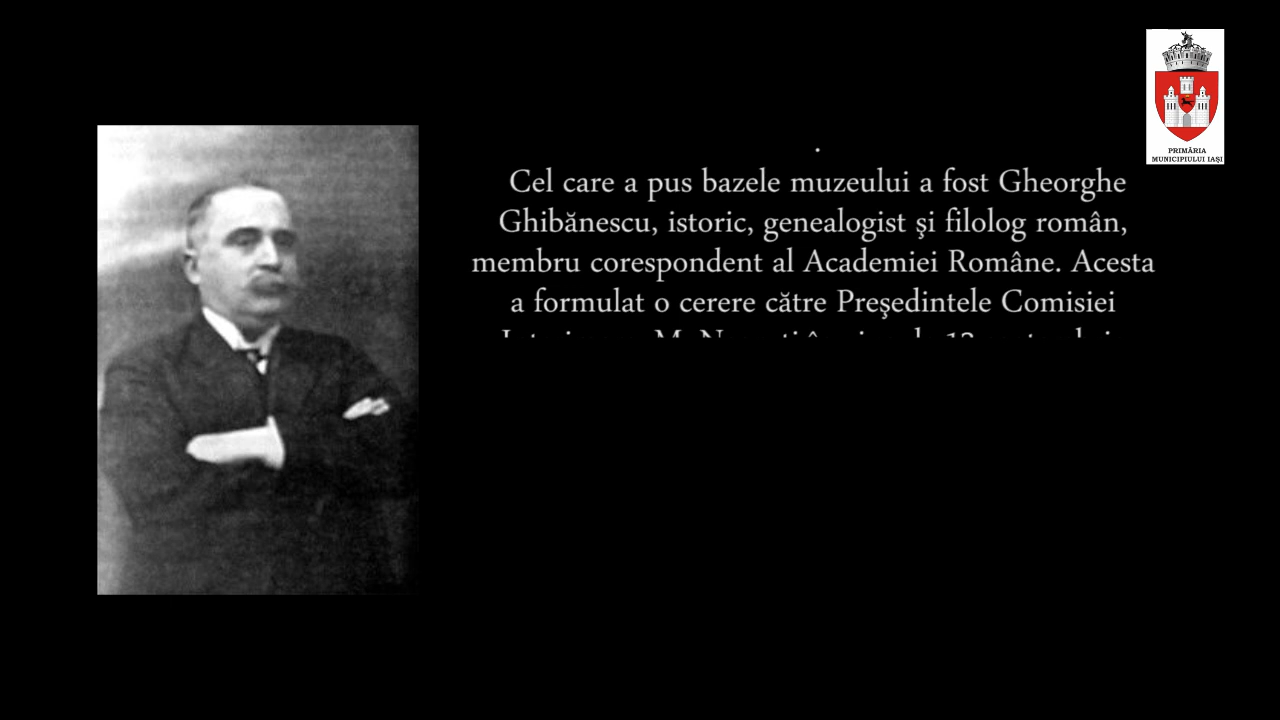 PRIMĂRIA
MUNICIPIULUI IAŞI
.
Cel care a pus bazele muzeului a fost Gheorghe
Ghibănescu, istoric, genealogist şi filolog român,
membru corespondent al Academiei Române. Acesta
a formulat o cerere către Preşedintele Comisiei